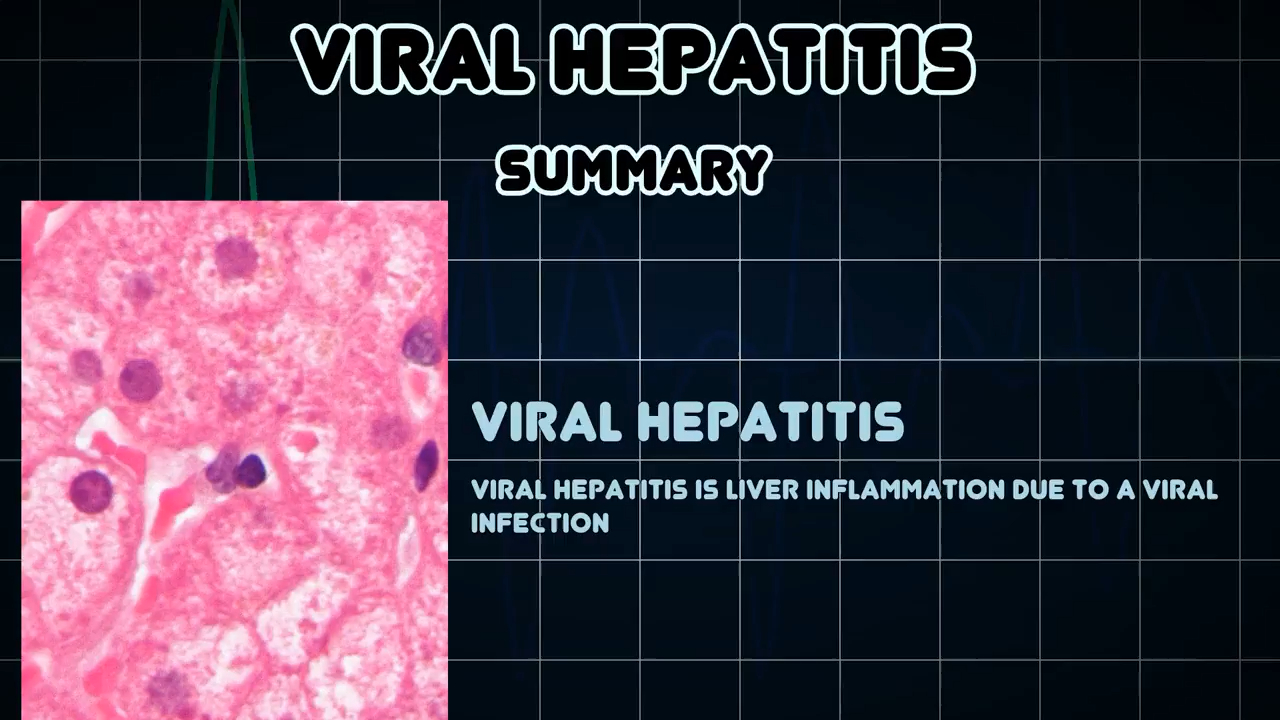 VIRAL HEPATITIS
SUMMARY
VIRAL HEPATITIS
VIRAL HEPATITIS IS LIVER INFLAMMATION DUE TO A VIRAL
INFECTION